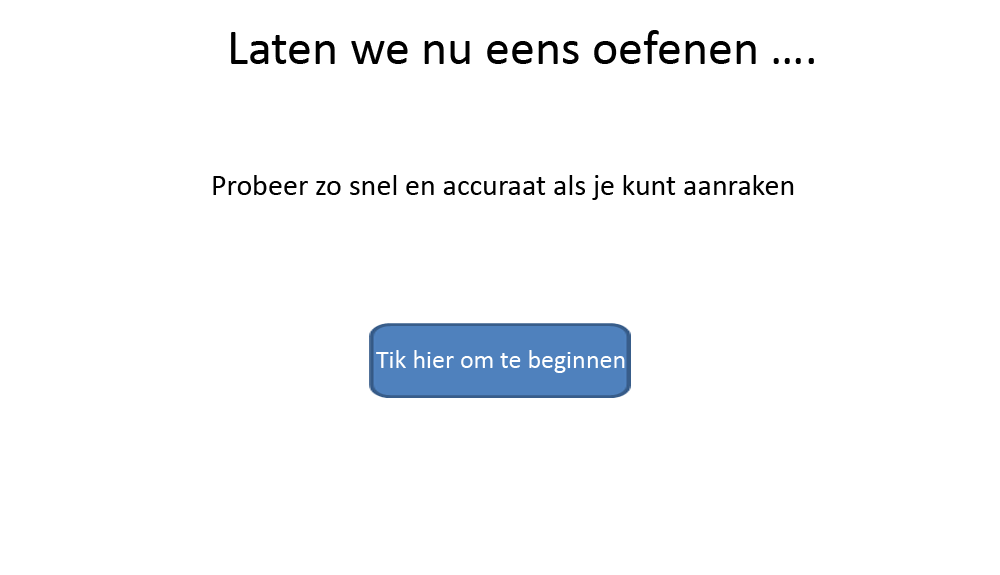 Laten we nu eens oefenen ....
Probeer zo snel en accuraat als je kunt aanraken
Tik hier om te beginnen